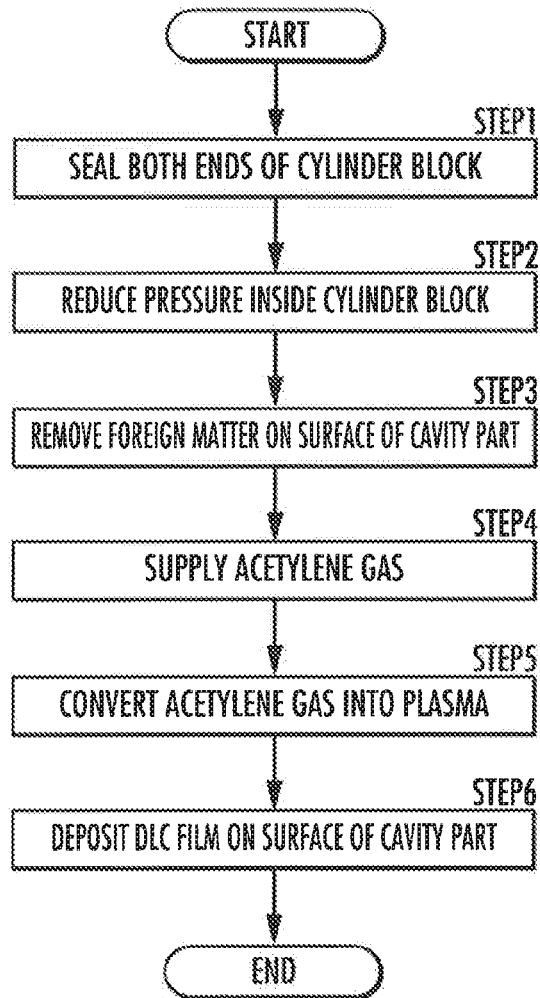 START
STEP1
SEAL BOTH ENDS OF CYLINDER BLOCK
STEP2
REDUCE PRESSURE INSIDE CYLINDER BLOCK
STEP3
REMOVE FOREIGN MATTER ON SURFACE OF CAVITY PART
STEP4
SUPPLY ACETYLENE GAS
STEP5
CONVERT ACETYLENE GAS INTO PLASMA
STEP6
DEPOSIT DLC FILM ON SURFACE OF CAVITY PART
END